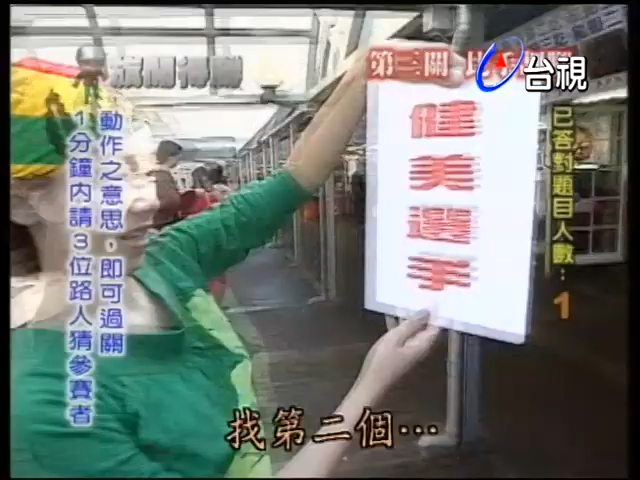 第三關
台視
健美選手
已答對題目人數：1
1分鐘內請3位路人猜參賽者
動作之意思，即可過關
找第二個…